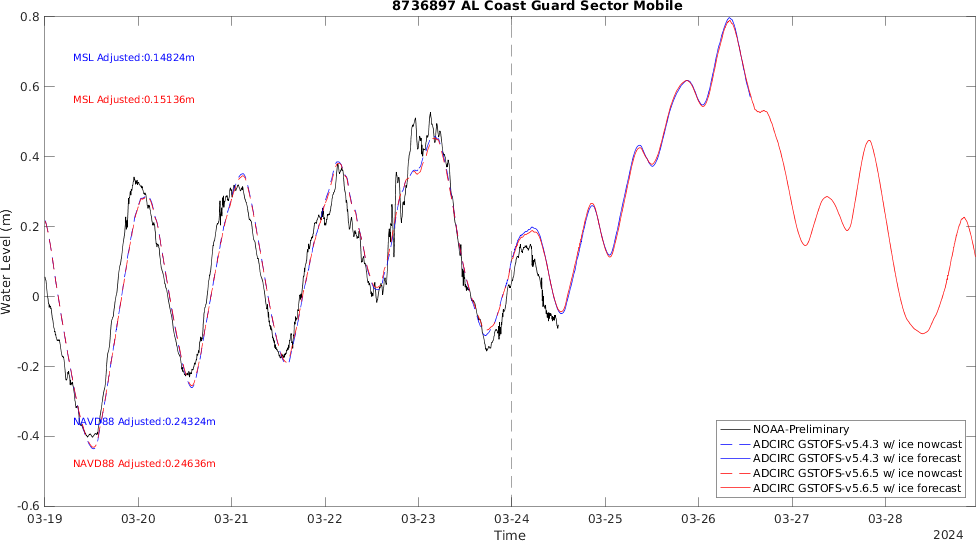 8736897 AL Coast Guard Sector Mobile
0.8
0.6
0.4
0.2
0
-0.2
-0.4
-0.6
Water Level (m)
MSL Adjusted:0.14824m
MSL Adjusted:0.15136m
NAVD88 Adjusted:0.24324m
NAVD88 Adjusted:0.24636m
NOAA-Preliminary
ADCIRC GSTOFS-v5.4.3 w/ ice nowcast
ADCIRC GSTOFS-v5.4.3 w/ ice forecast
ADCIRC GSTOFS-v5.6.5 w/ ice nowcast
ADCIRC GSTOFS-v5.6.5 w/ ice forecast
03-19 03-20 03-21 03-22 03-23 03-24 03-25 03-26 03-27 03-28
Time
2024